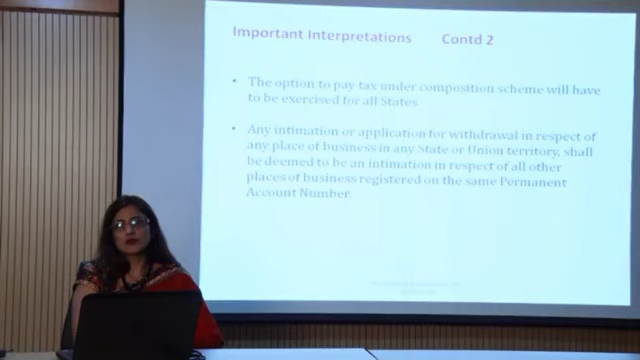 Important Interpretations Contd 2
• The option to pay tax under composition scheme will have
to be exercised for all States
• Any intimation or application for withdrawal in respect of
any place of business in any State or Union territory, shall
be deemed to be an intimation in respect of all other
places of business registered on the same Permanent
Account Number.